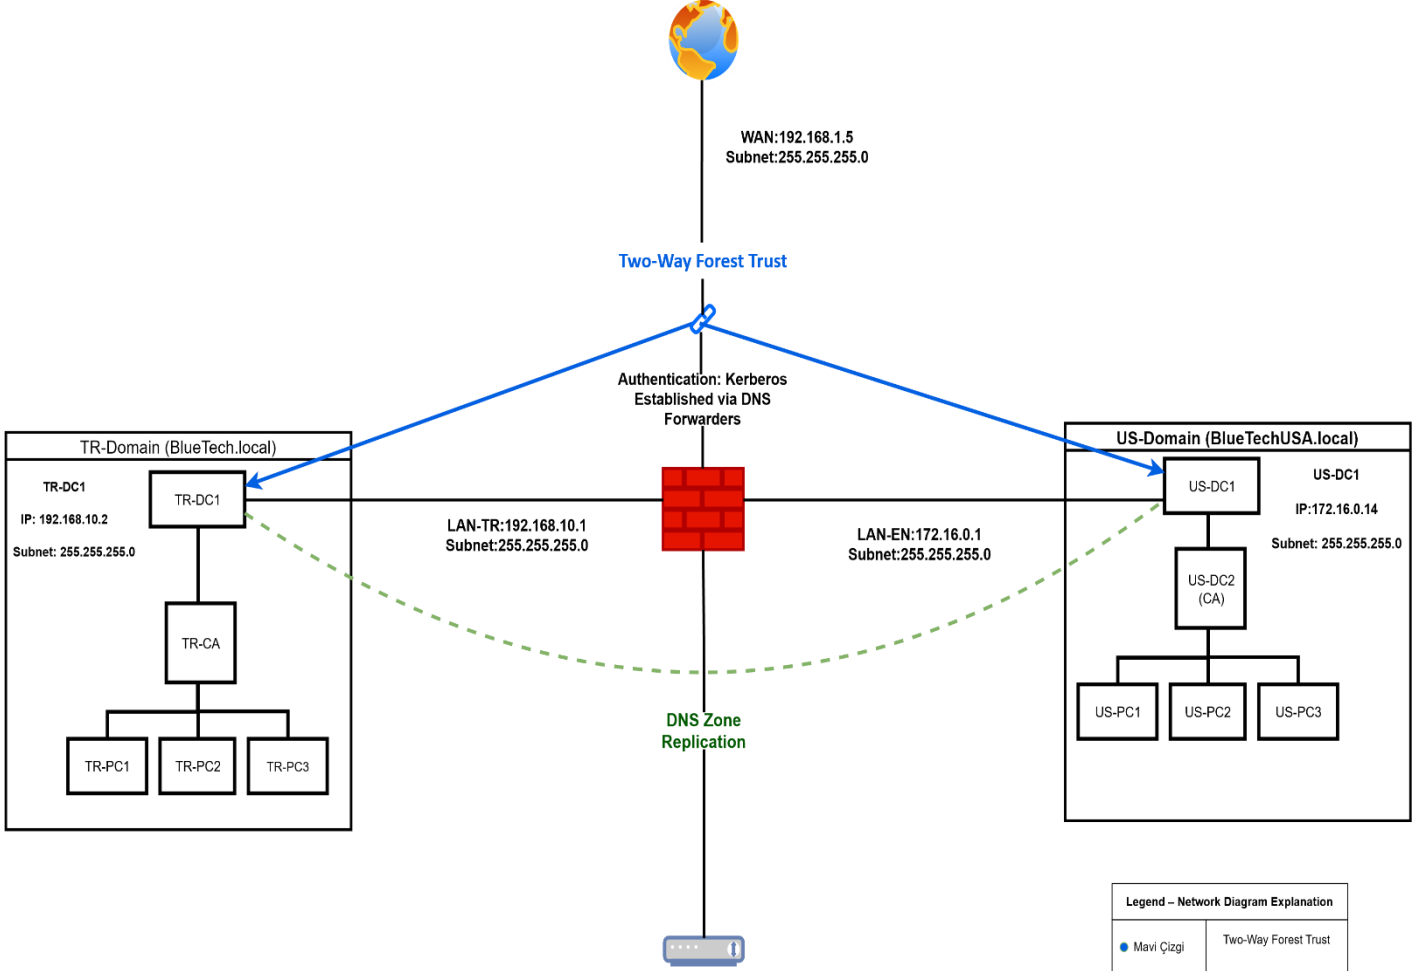 WAN:192.168.1.5
Subnet:255.255.255.0
Two-Way Forest Trust
Authentication: Kerberos
Established via DNS
Forwarders
TR-Domain (BlueTech.local)
TR-DC1
IP: 192.168.10.2
Subnet: 255.255.255.0
TR-DC1
TR-CA
TR-PC1
TR-PC2
TR-PC3
LAN-TR:192.168.10.1
Subnet:255.255.255.0
LAN-EN:172.16.0.1
Subnet:255.255.255.0
US-Domain (BlueTechUSA.local)
US-DC1
US-DC1
IP:172.16.0.14
Subnet: 255.255.255.0
US-DC2
(CA)
US-PC1
US-PC2
US-PC3
DNS Zone
Replication
Legend – Network Diagram Explanation
Mavi Çizgi
Two-Way Forest Trust